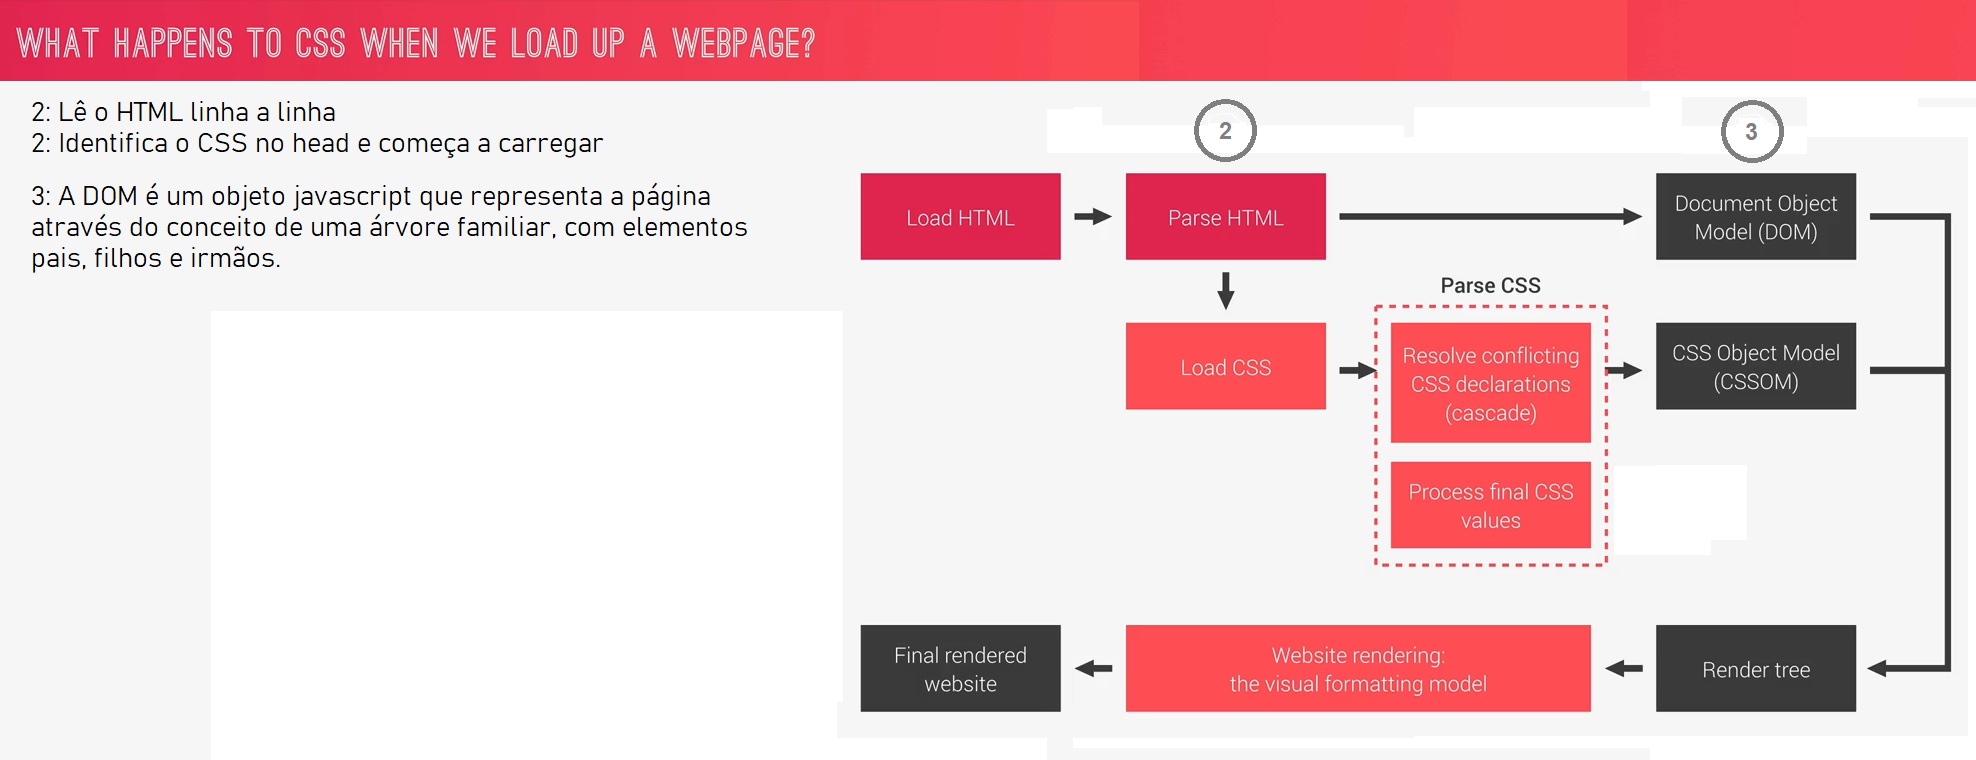 WHAT HAPPENS TO CSS WHEN WE LOAD UP A WEBPAGE?
2: Lê o HTML linha a linha
2: Identifica o CSS no head e começa a carregar
3: A DOM é um objeto javascript que representa a página
através do conceito de uma árvore familiar, com elementos
pais, filhos e irmãos.
2
3
Load HTML
Parse HTML
Document Object
Model (DOM)
Parse CSS
Load CSS
Resolve conflicting
CSS declarations
(cascade)
CSS Object Model
(CSSOM)
Process final CSS
values
Final rendered
website
Website rendering:
the visual formatting model
Render tree